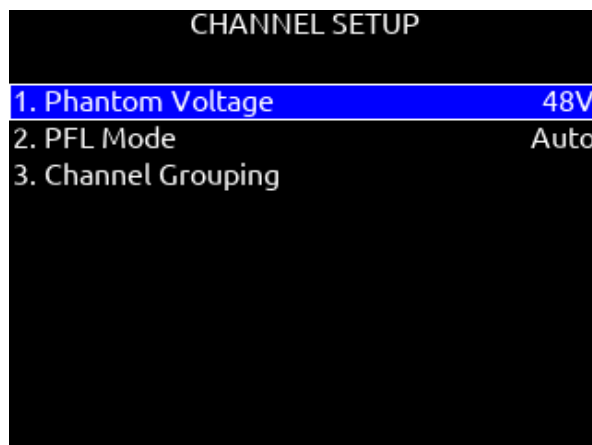 CHANNEL SETUP
1. Phantom Voltage 48V
2. PFL Mode Auto
3. Channel Grouping